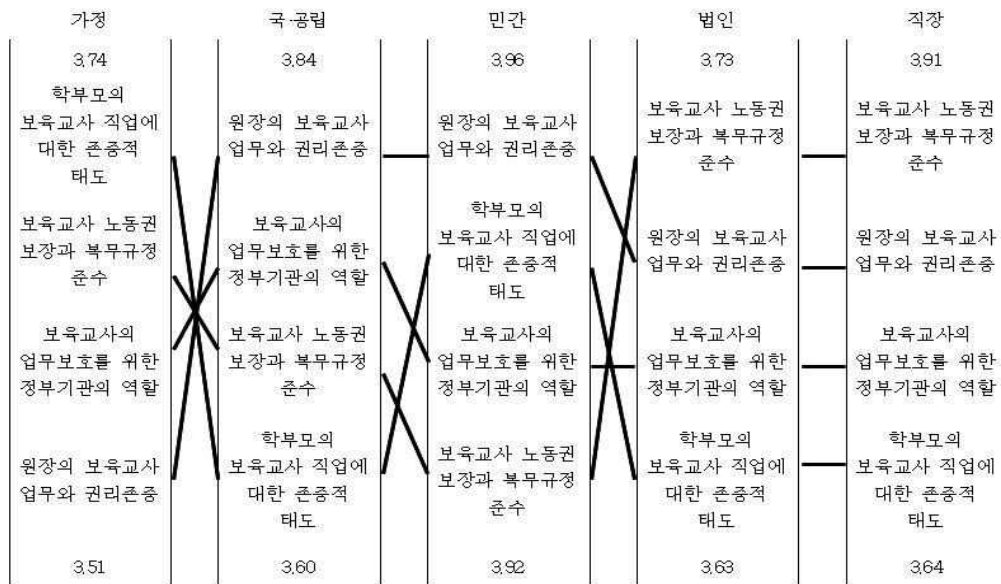 가정
3.74
학부모의
보육교사 직업에
대한 존중적
태도
보육교사 노동권
보장과 복무규정
준수
보육교사의
업무보호를 위한
정부기관의 역할
원장의 보육교사
업무와 권리존중
3.51
국·공립
3.84
원장의 보육교사
업무와 권리존중
보육교사의
업무보호를 위한
정부기관의 역할
보육교사 노동권
보장과 복무규정
준수
학부모의
보육교사 직업에
대한 존중적
태도
3.60
민간
3.96
원장의 보육교사
업무와 권리존중
학부모의
보육교사 직업에
대한 존중적
태도
보육교사의
업무보호를 위한
정부기관의 역할
보육교사 노동권
보장과 복무규정
준수
3.92
법인
3.73
보육교사 노동권
보장과 복무규정
준수
원장의 보육교사
업무와 권리존중
보육교사의
업무보호를 위한
정부기관의 역할
학부모의
보육교사 직업에
대한 존중적
태도
3.63
직장
3.91
보육교사 노동권
보장과 복무규정
준수
원장의 보육교사
업무와 권리존중
보육교사의
업무보호를 위한
정부기관의 역할
학부모의
보육교사 직업에
대한 존중적
태도
3.64